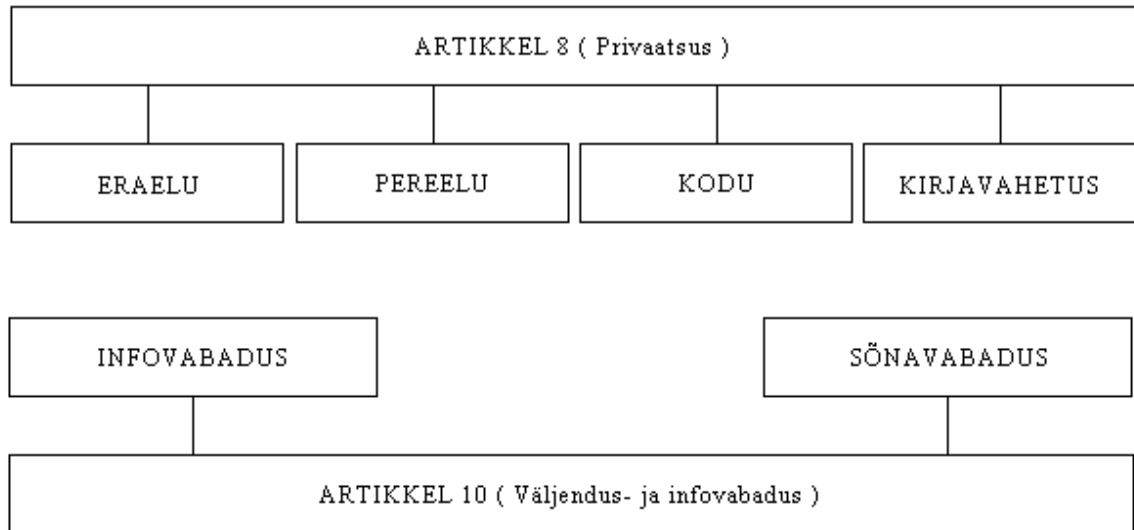 ARTIKKEL 8 ( Privaatsus )
ERAELU
PEREELU
KODU
KIRJAVAHETUS
INFOVABADUS
SÕNAVABADUS
ARTIKKEL 10 ( Väljendus- ja infovabadus )